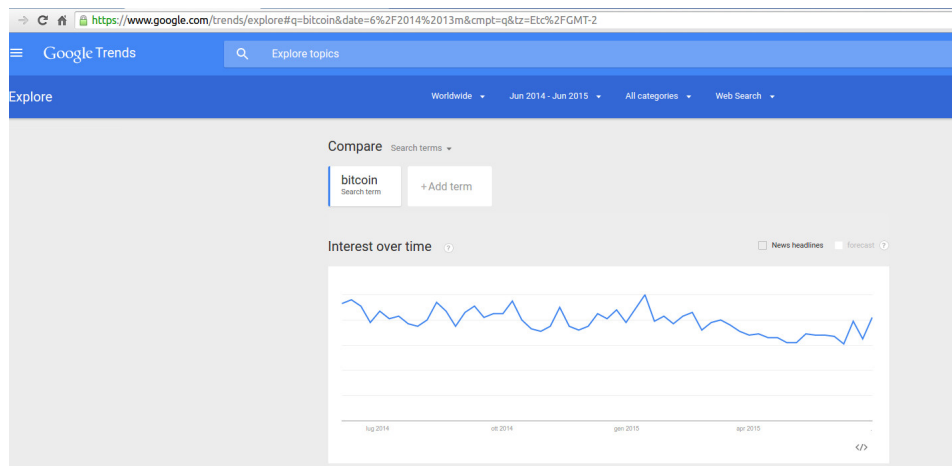 https://www.google.com/trends/explore#q=bitcoin&date=6%2F2014%2013m&cmpt=q&tz=Etc%2FGMT-2
Google Trends Explore topics
Explore Worldwide Jun 2014 - Jun 2015 All categories Web Search
Compare Search terms
bitcoin
Search term
+Add term
Interest over time ? News headlines forecast ?
lug 2014 ott 2014 gen 2015 apr 2015
</>